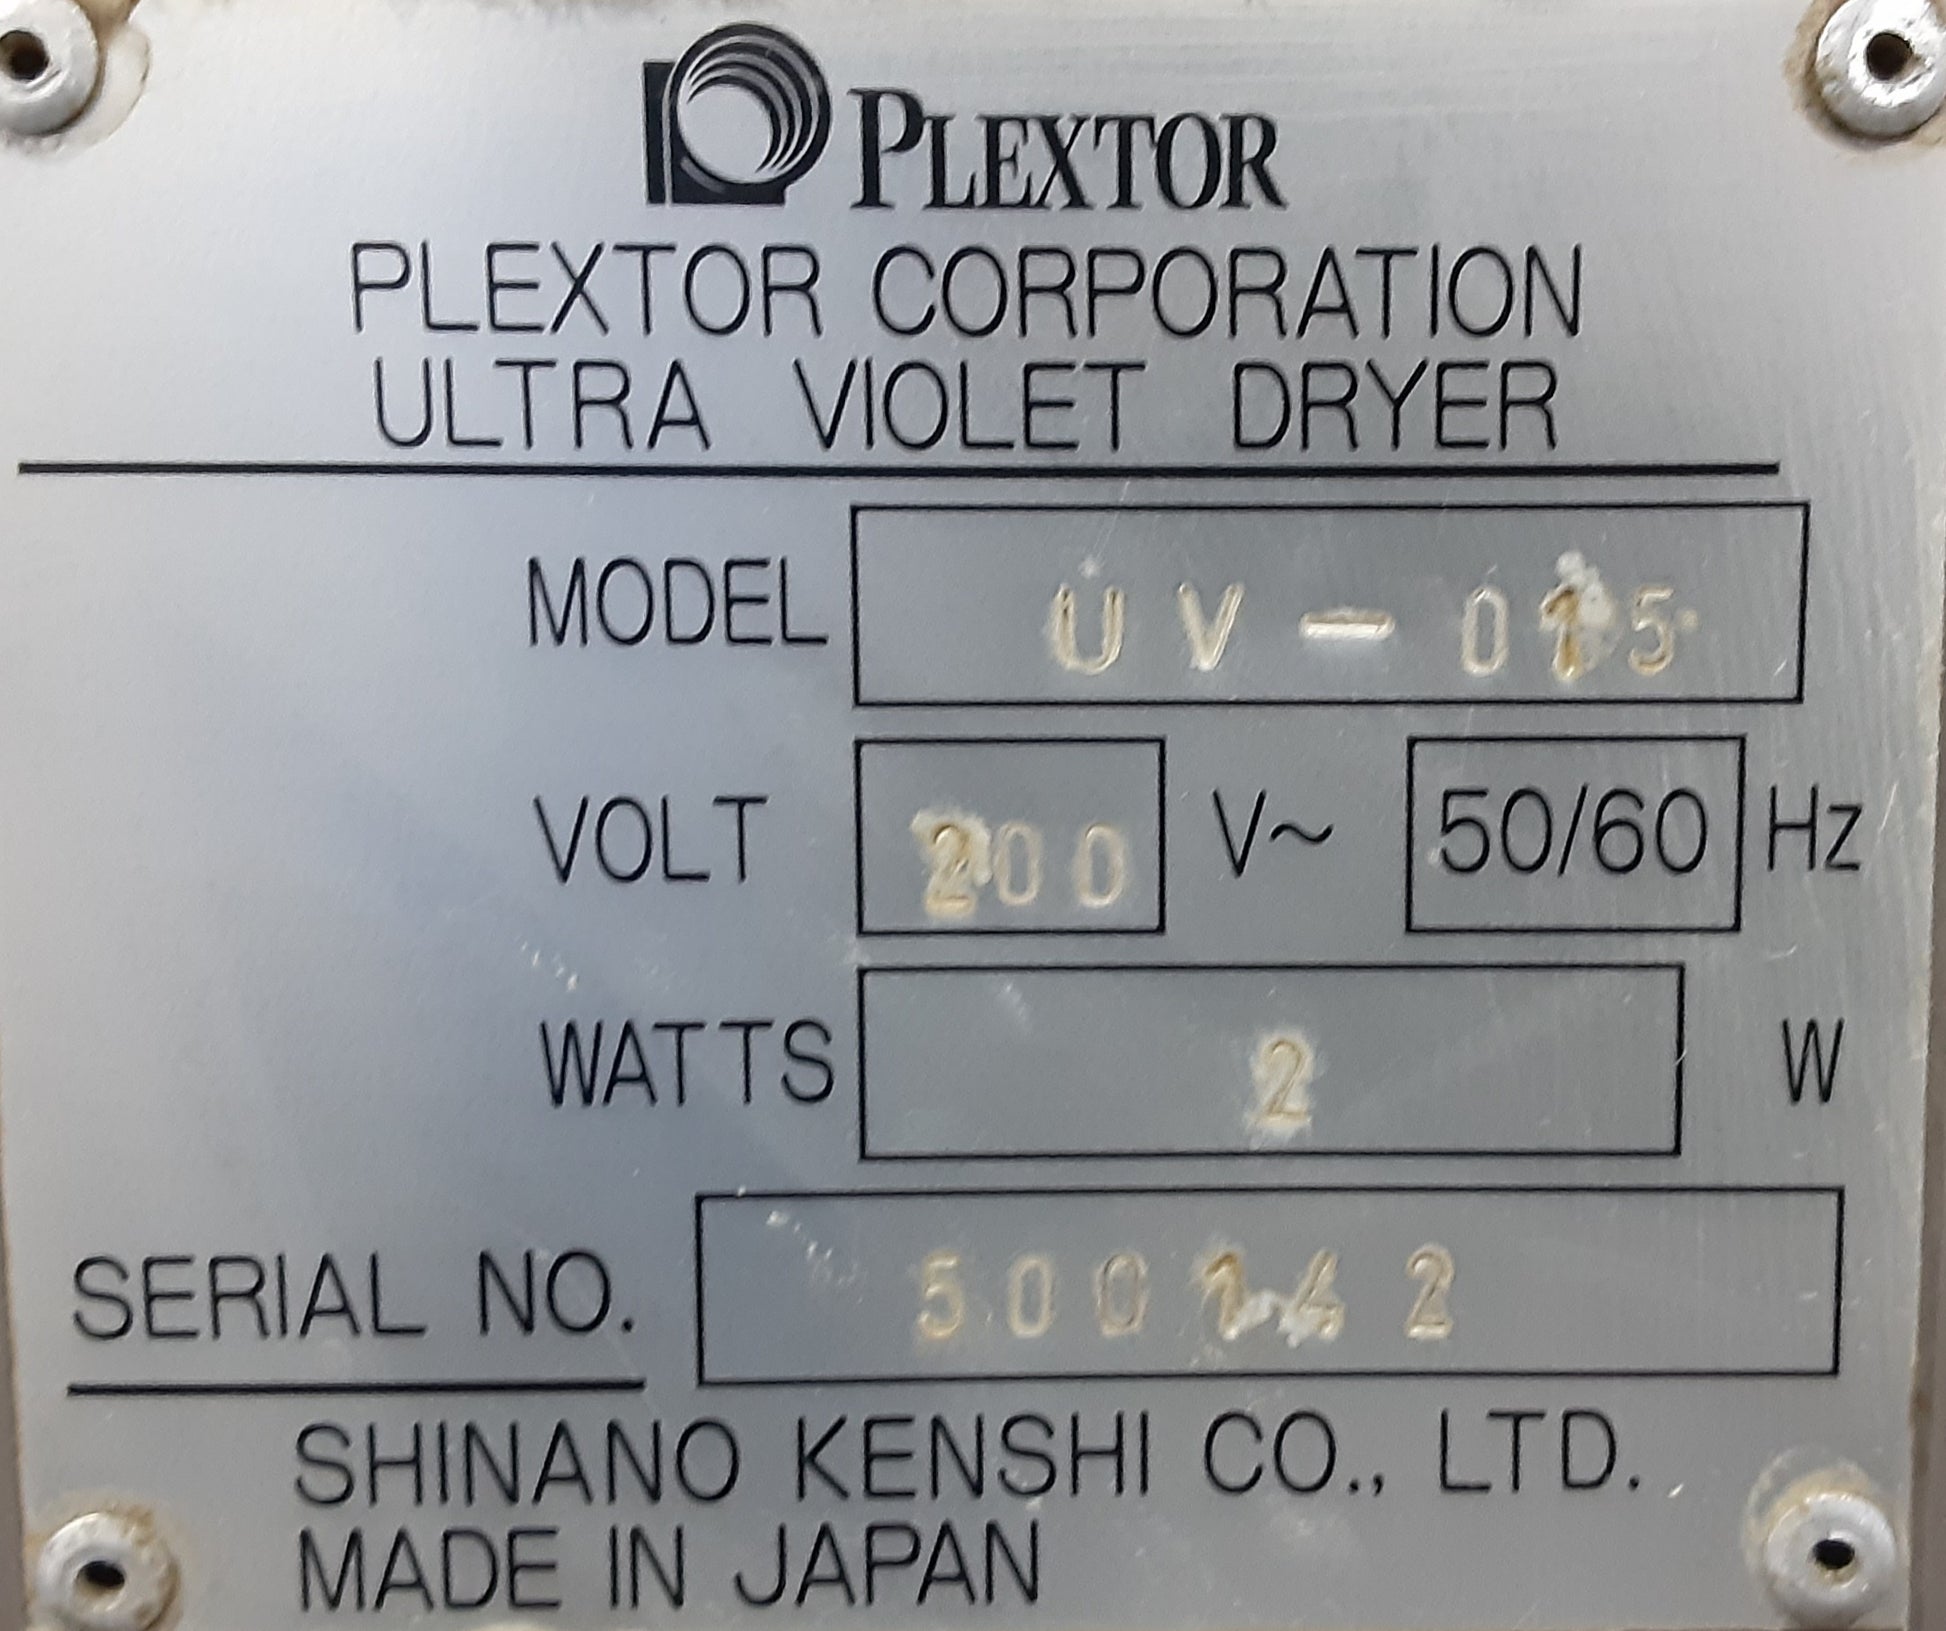 PLEXTOR
PLEXTOR CORPORATION
ULTRA VIOLET DRYER
MODEL UV-015
VOLT 200 V~ 50/60 Hz
WATTS 2 W
SERIAL NO. 500142
SHINANO KENSHI CO., LTD.
MADE IN JAPAN